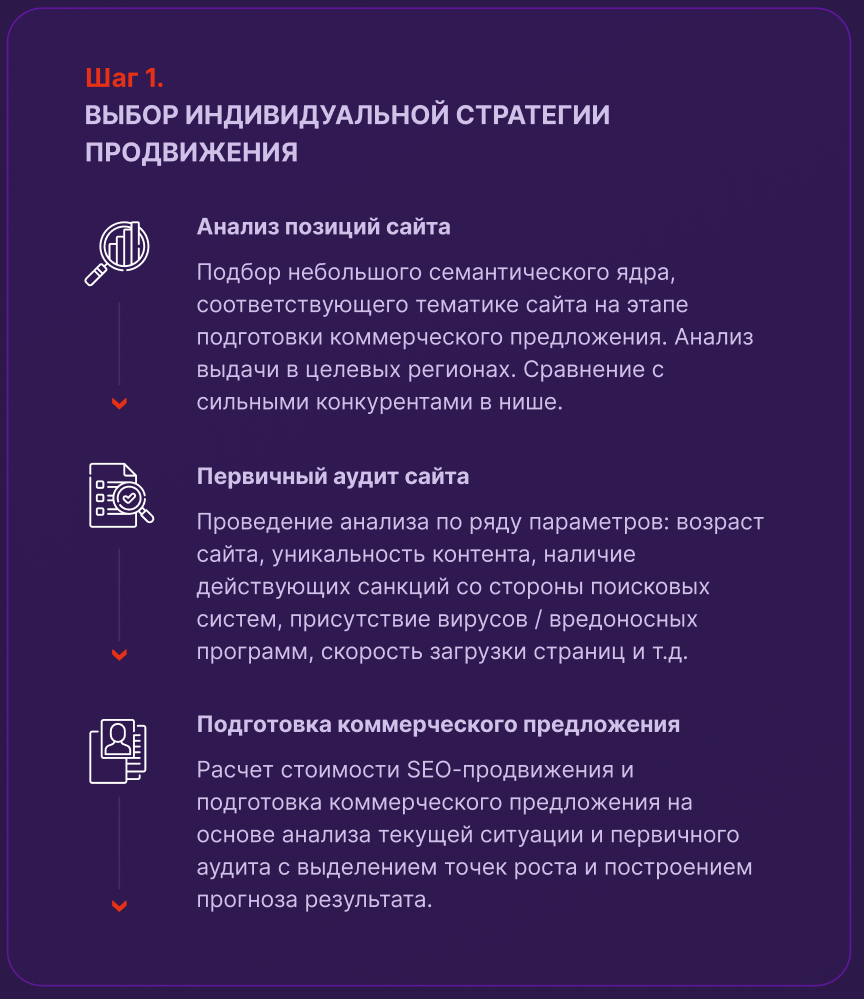 Шаг 1.
ВЫБОР ИНДИВИДУАЛЬНОЙ СТРАТЕГИИ
ПРОДВИЖЕНИЯ
Анализ позиций сайта
Подбор небольшого семантического ядра,
соответствующего тематике сайта на этапе
подготовки коммерческого предложения. Анализ
выдачи в целевых регионах. Сравнение с
сильными конкурентами в нише.
Первичный аудит сайта
Проведение анализа по ряду параметров: возраст
сайта, уникальность контента, наличие
действующих санкций со стороны поисковых
систем, присутствие вирусов / вредоносных
программ, скорость загрузки страниц и т.д.
Подготовка коммерческого предложения
Расчет стоимости SEO-продвижения и
подготовка коммерческого предложения на
основе анализа текущей ситуации и первичного
аудита с выделением точек роста и построением
прогноза результата.